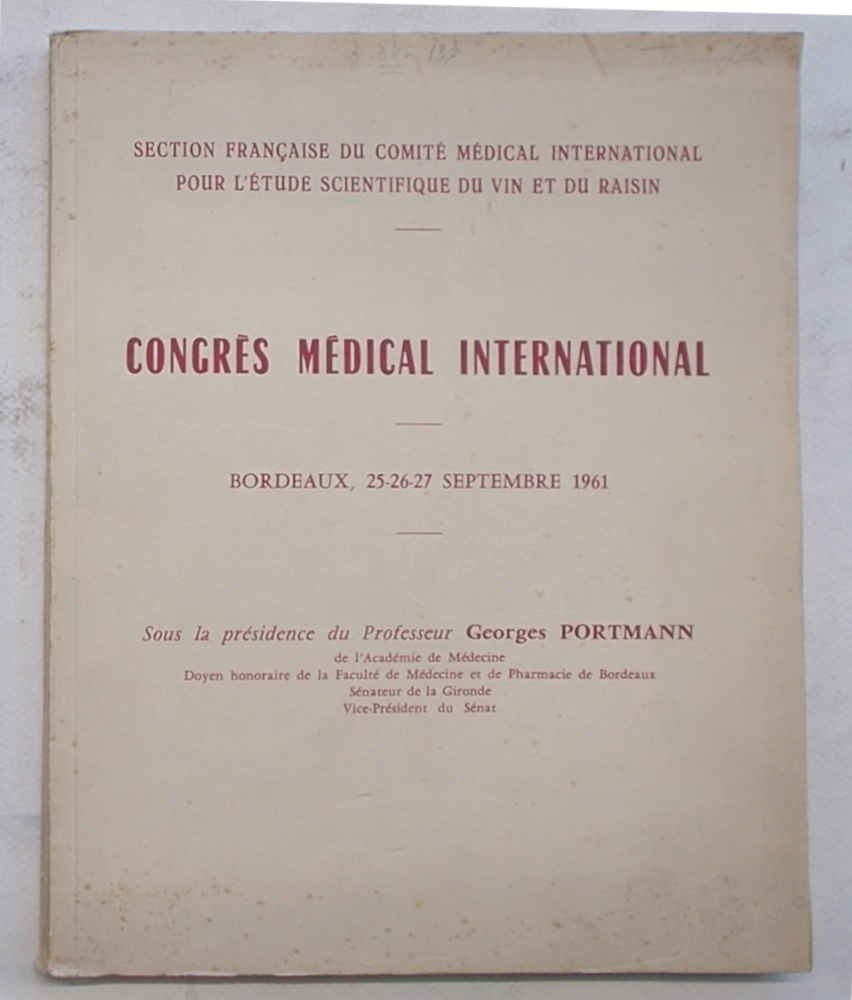 SECTION FRANÇAISE DU COMITÉ MÉDICAL INTERNATIONAL
POUR L'ÉTUDE SCIENTIFIQUE DU VIN ET DU RAISIN
CONGRÈS MÉDICAL INTERNATIONAL
BORDEAUX, 25-26-27 SEPTEMBRE 1961
Sous la présidence du Professeur Georges PORTMANN
de l'Académie de Médecine
Doyen honoraire de la Faculté de Médecine et de Pharmacie de Bordeaux
Sénateur de la Gironde
Vice-Président du Sénat